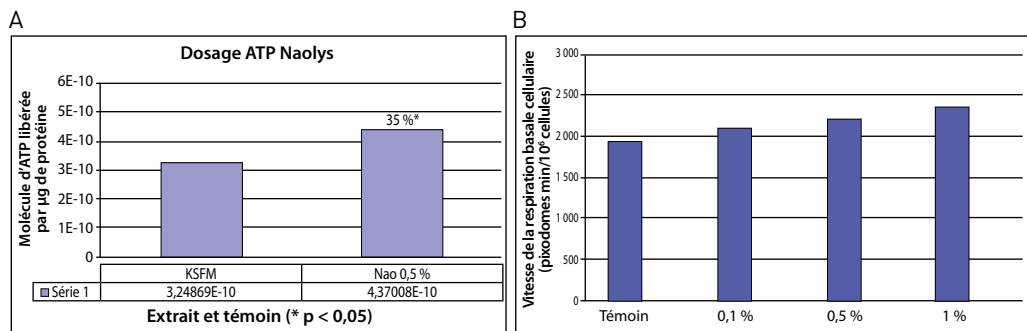 A
Dosage ATP Naolys
Molécule d'ATP libérée
par μg de protéine
6E-10
5E-10
4E-10
3E-10
2E-10
1E-10
0
35 %*
KSFM
Nao 0,5 %
Série 1
3,24869E-10
4,37008E-10
Extrait et témoin (* p < 0,05)
B
Vitesse de la respiration basale cellulaire
(pixodomes min/10⁶ cellules)
3 000
2 500
2 000
1 500
1 000
500
0
Témoin
0,1 %
0,5 %
1 %